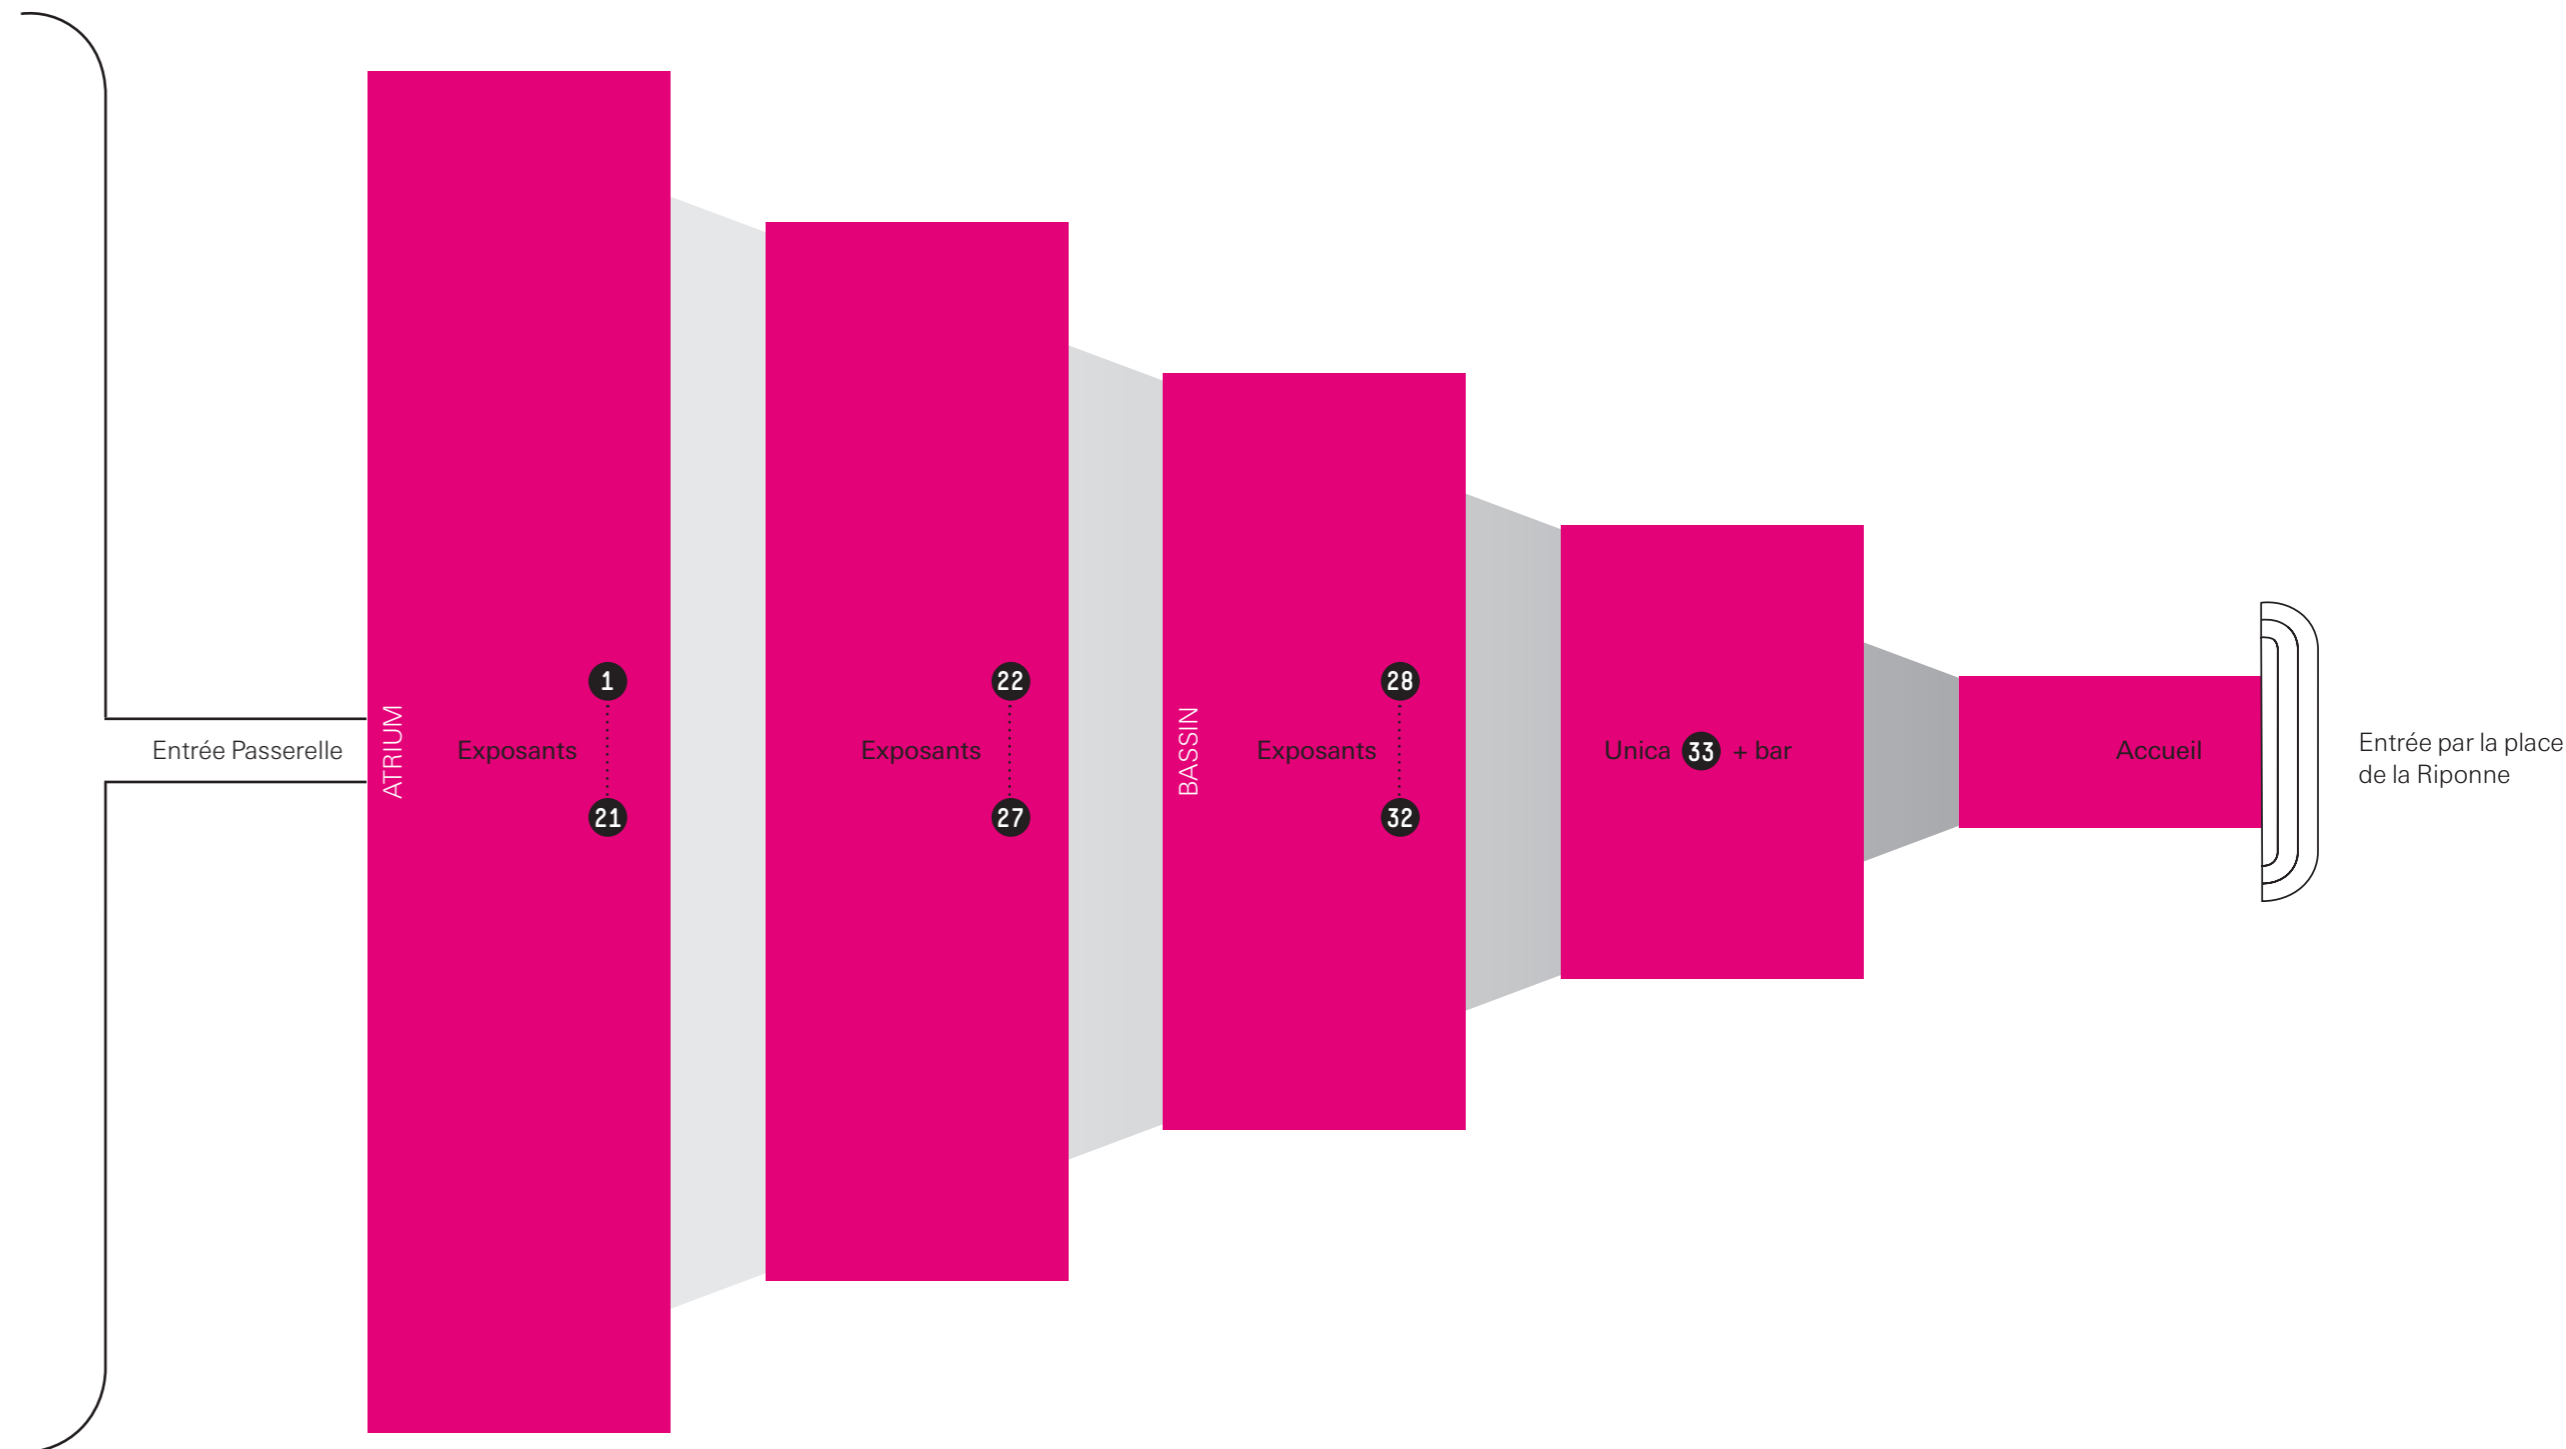 Entrée Passerelle
ATRIUM
Exposants
1
21
Exposants
22
27
BASSIN
Exposants
28
32
Unica 33 + bar
Accueil
Entrée par la place
de la Riponne